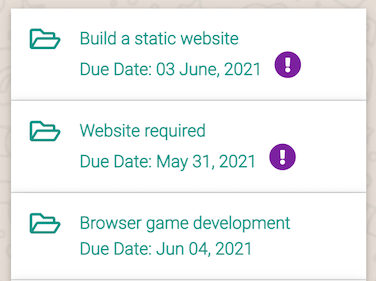 Build a static website
Due Date: 03 June, 2021
Website required
Due Date: May 31, 2021
Browser game development
Due Date: Jun 04, 2021